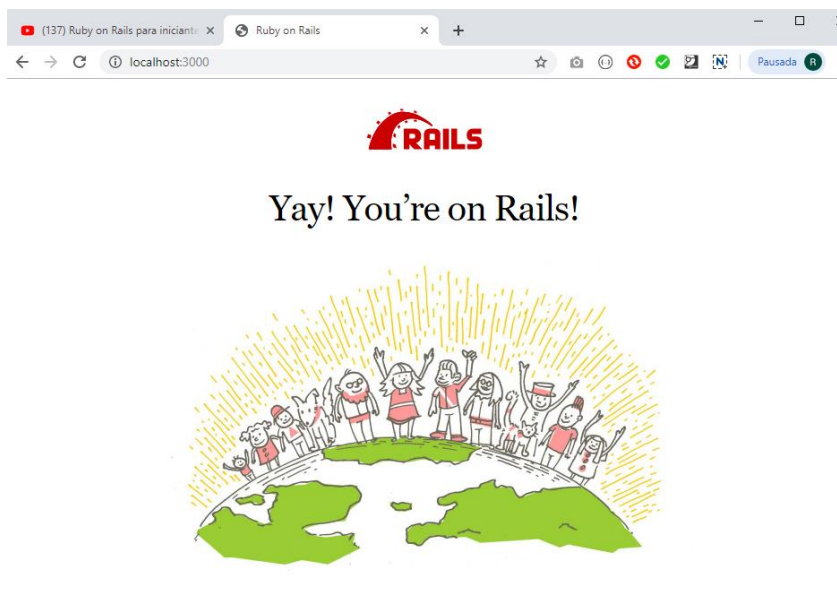 (137) Ruby on Rails para iniciante
Ruby on Rails
localhost:3000
Pausada R
RAILS
Yay! You’re on Rails!